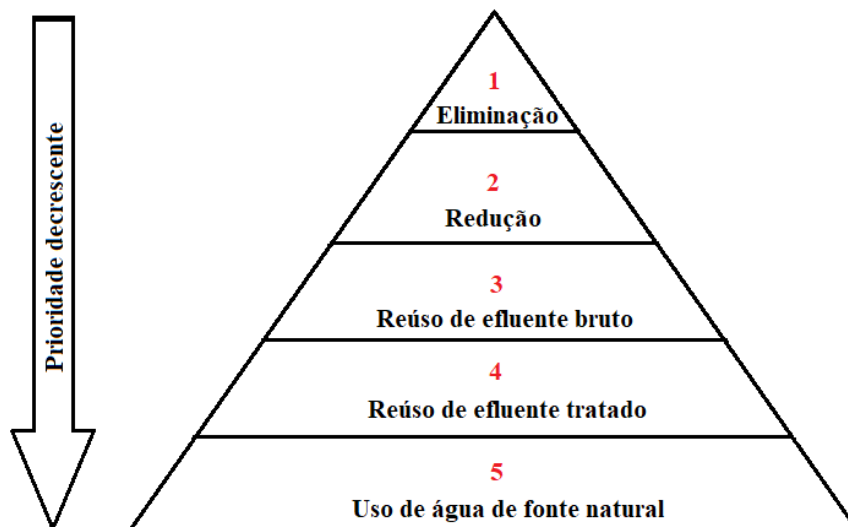 Prioridade decrescente
1
Eliminação
2
Redução
3
Reúso de efluente bruto
4
Reúso de efluente tratado
5
Uso de água de fonte natural